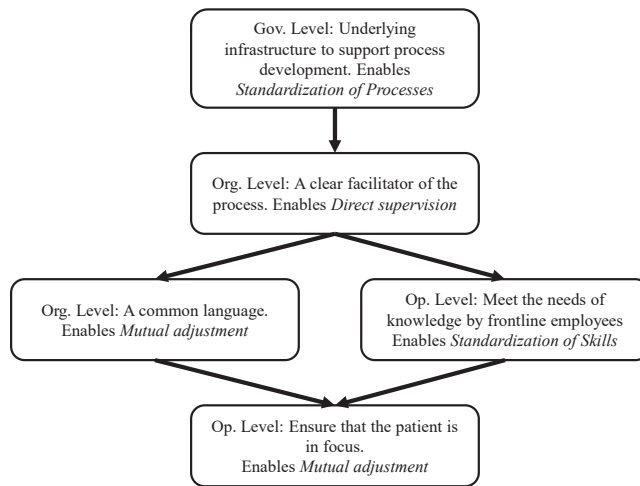 Gov. Level: Underlying
infrastructure to support process
development. Enables
Standardization of Processes
Org. Level: A clear facilitator of the
process. Enables Direct supervision
Org. Level: A common language.
Enables Mutual adjustment
Op. Level: Meet the needs of
knowledge by frontline employees
Enables Standardization of Skills
Op. Level: Ensure that the patient is
in focus.
Enables Mutual adjustment